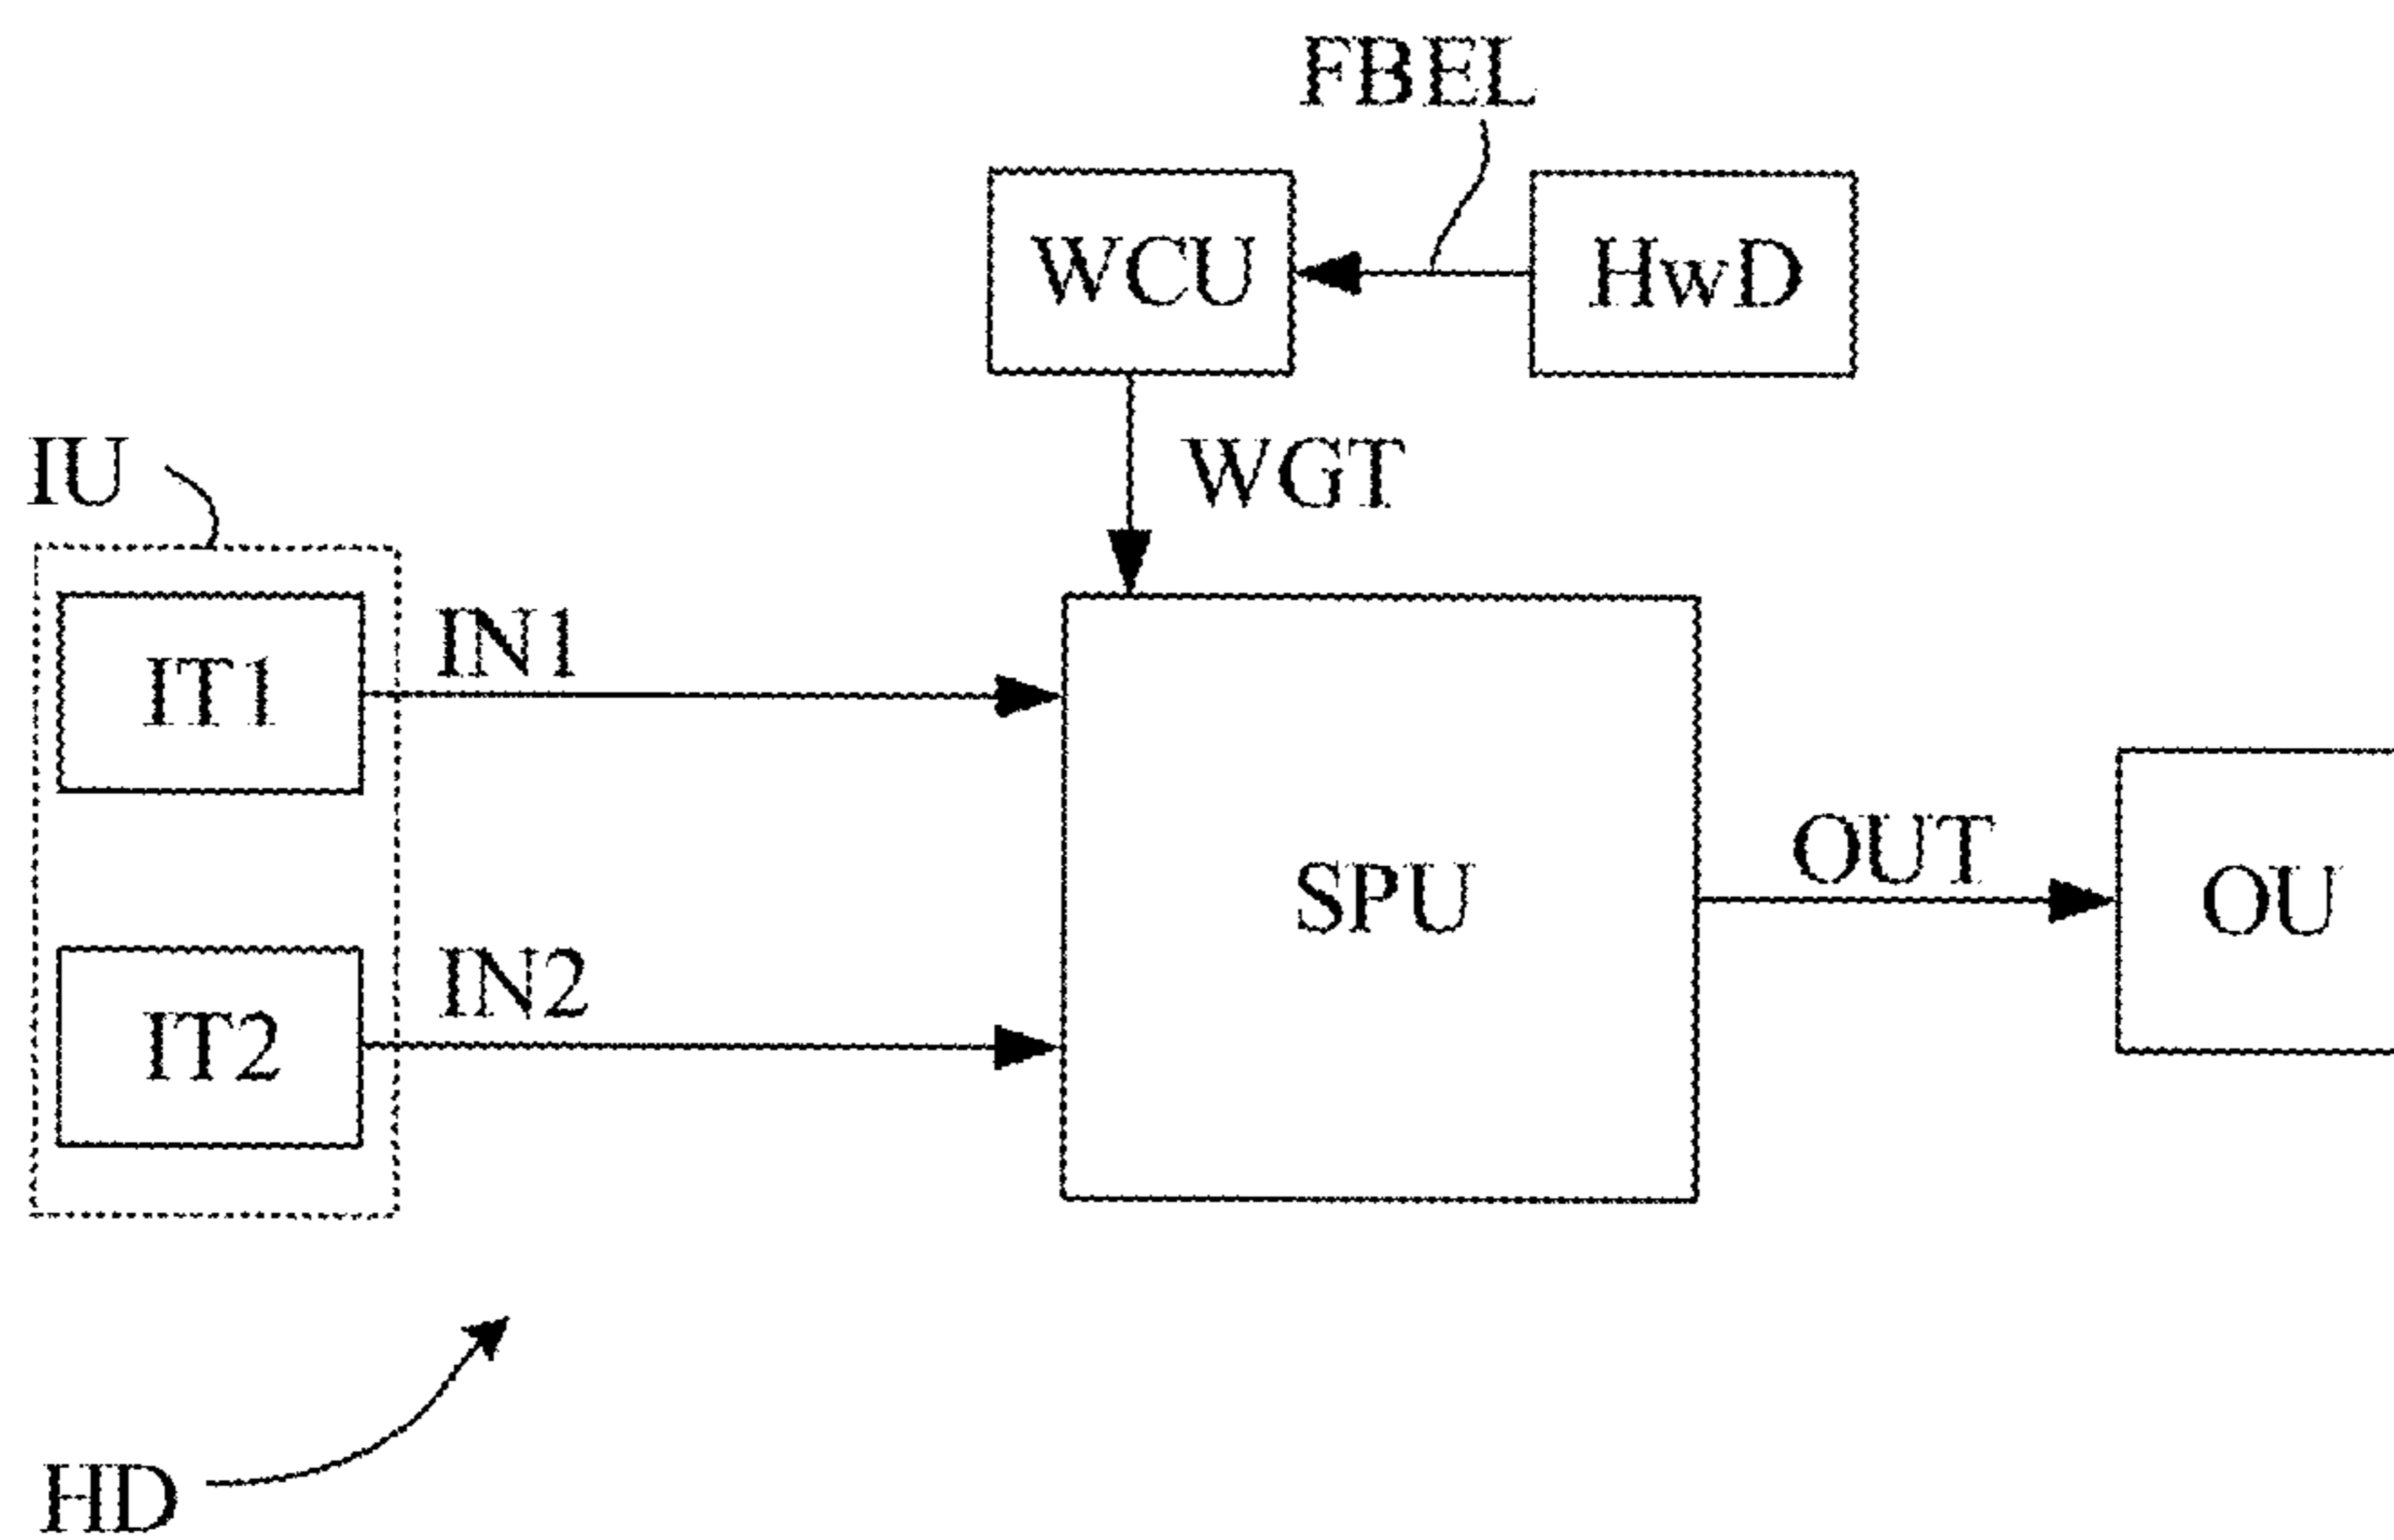 FBEL
WCU
HwD
IU
WGT
IT1
IN1
SPU
OUT
OU
IT2
IN2
HD